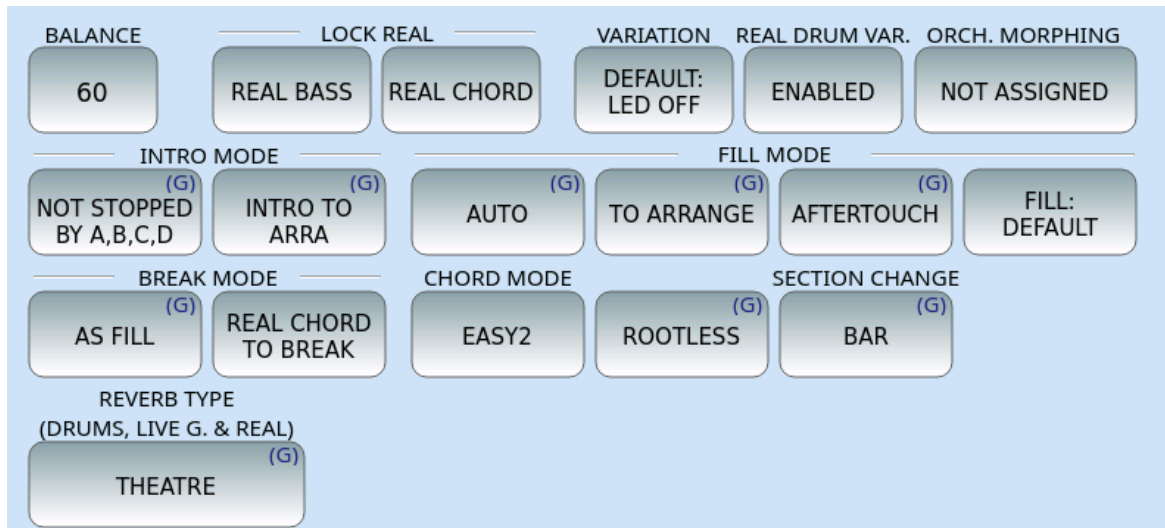 BALANCE
LOCK REAL
VARIATION
REAL DRUM VAR.
ORCH. MORPHING
60
REAL BASS
REAL CHORD
DEFAULT:
LED OFF
ENABLED
NOT ASSIGNED
INTRO MODE
FILL MODE
(G)
NOT STOPPED
BY A,B,C,D
(G)
INTRO TO
ARRA
(G)
AUTO
(G)
TO ARRANGE
(G)
AFTERTOUCH
FILL:
DEFAULT
BREAK MODE
CHORD MODE
SECTION CHANGE
(G)
AS FILL
REAL CHORD
TO BREAK
EASY2
(G)
ROOTLESS
(G)
BAR
REVERB TYPE
(DRUMS, LIVE G. & REAL)
(G)
THEATRE